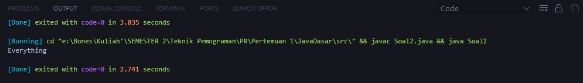 PROBLEMS OUTPUT DEBUG CONSOLE TERMINAL PORTS SEARCH ERROR Code
[Done] exited with code=0 in 3.035 seconds
[Running] cd "e:\Bones\Kuliah\SEMESTER 2\Teknik Pemograman\PR\Pertemuan 1\JavaDasar\src\" && javac Soal2.java && java Soal2
Everything
[Done] exited with code=0 in 2.741 seconds